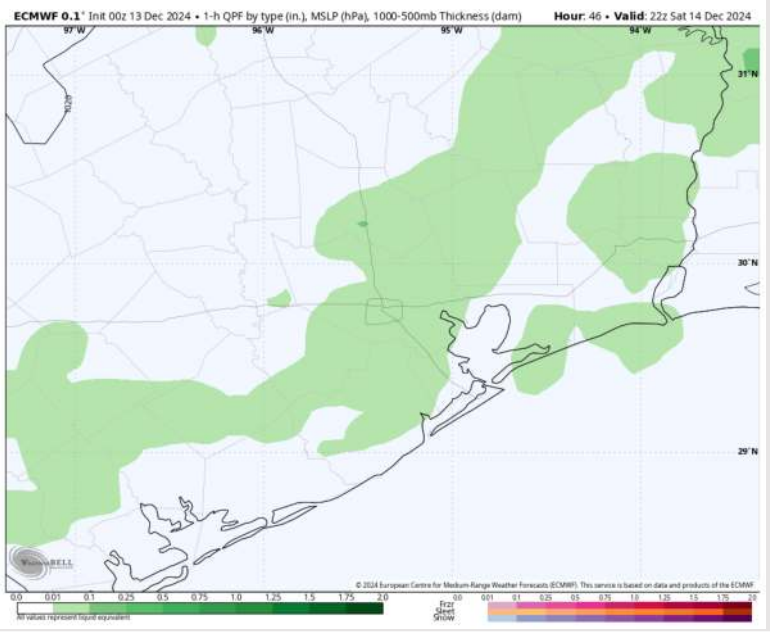 ECMWF 0.1° Init 00z 13 Dec 2024 • 1-h QPF by type (in.), MSLP (hPa), 1000-500mb Thickness (dam) Hour: 46 • Valid: 22z Sat 14 Dec 2024
97°W 96°W 95°W 94°W
31°N
1020
30°N
29°N
WeatherBELL
© 2024 European Centre for Medium-Range Weather Forecasts (ECMWF). This service is based on data and products of the ECMWF
0.0 0.01 0.1 0.25 0.5 0.75 1.0 1.25 1.5 1.75 2.0 0.0 0.01 0.1 0.25 0.5 0.75 1.0 1.25 1.5 1.75 2.0
All values represent liquid equivalent
Frzr
Sleet
Snow